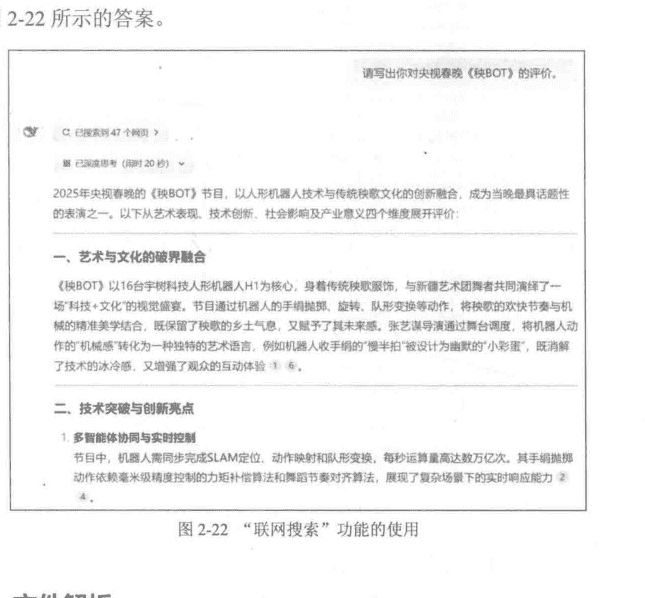 2-22 所示的答案。
请写出你对央视春晚《秧BOT》的评价。
已搜索到 47 个网页 >
已深度思考（用时 20 秒）
2025年央视春晚的《秧BOT》节目，以人形机器人技术与传统秧歌文化的创新融合，成为当晚最具话题性
的表演之一。以下从艺术表现、技术创新、社会影响及产业意义四个维度展开评价：
一、艺术与文化的破界融合
《秧BOT》以16台宇树科技人形机器人H1为核心，身着传统秧歌服饰，与新疆艺术团舞者共同演绎了一
场“科技+文化”的视觉盛宴。节目通过机器人的手绢抛掷、旋转、队形变换等动作，将秧歌的欢快节奏与机
械的精准美学结合，既保留了秧歌的乡土气息，又赋予了其未来感。张艺谋导演通过舞台调度，将机器人动
作的“机械感”转化为一种独特的艺术语言，例如机器人收手绢的“慢半拍”被设计为幽默的“小彩蛋”，既消解
了技术的冰冷感，又增强了观众的互动体验 1 6 。
二、技术突破与创新亮点
1. 多智能体协同与实时控制
节目中，机器人需同步完成SLAM定位、动作映射和队形变换，每秒运算量高达数万亿次。其手绢抛掷
动作依赖毫米级精度控制的力矩补偿算法和舞蹈节奏对齐算法，展现了复杂场景下的实时响应能力 2
4 。
图 2-22 “联网搜索”功能的使用